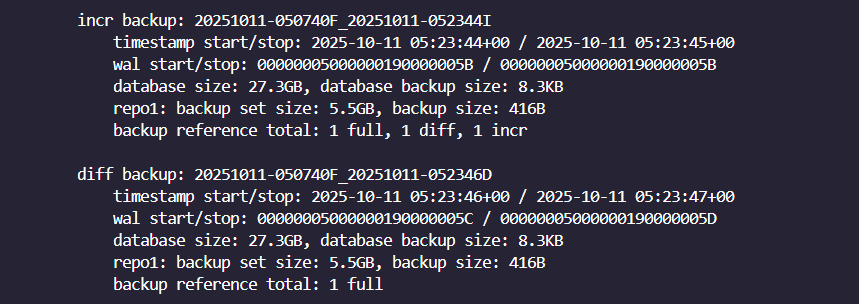 incr backup: 20251011-050740F_20251011-052344I
timestamp start/stop: 2025-10-11 05:23:44+00 / 2025-10-11 05:23:45+00
wal start/stop: 00000005000000190000005B / 00000005000000190000005B
database size: 27.3GB, database backup size: 8.3KB
repo1: backup set size: 5.5GB, backup size: 416B
backup reference total: 1 full, 1 diff, 1 incr
diff backup: 20251011-050740F_20251011-052346D
timestamp start/stop: 2025-10-11 05:23:46+00 / 2025-10-11 05:23:47+00
wal start/stop: 00000005000000190000005C / 00000005000000190000005D
database size: 27.3GB, database backup size: 8.3KB
repo1: backup set size: 5.5GB, backup size: 416B
backup reference total: 1 full